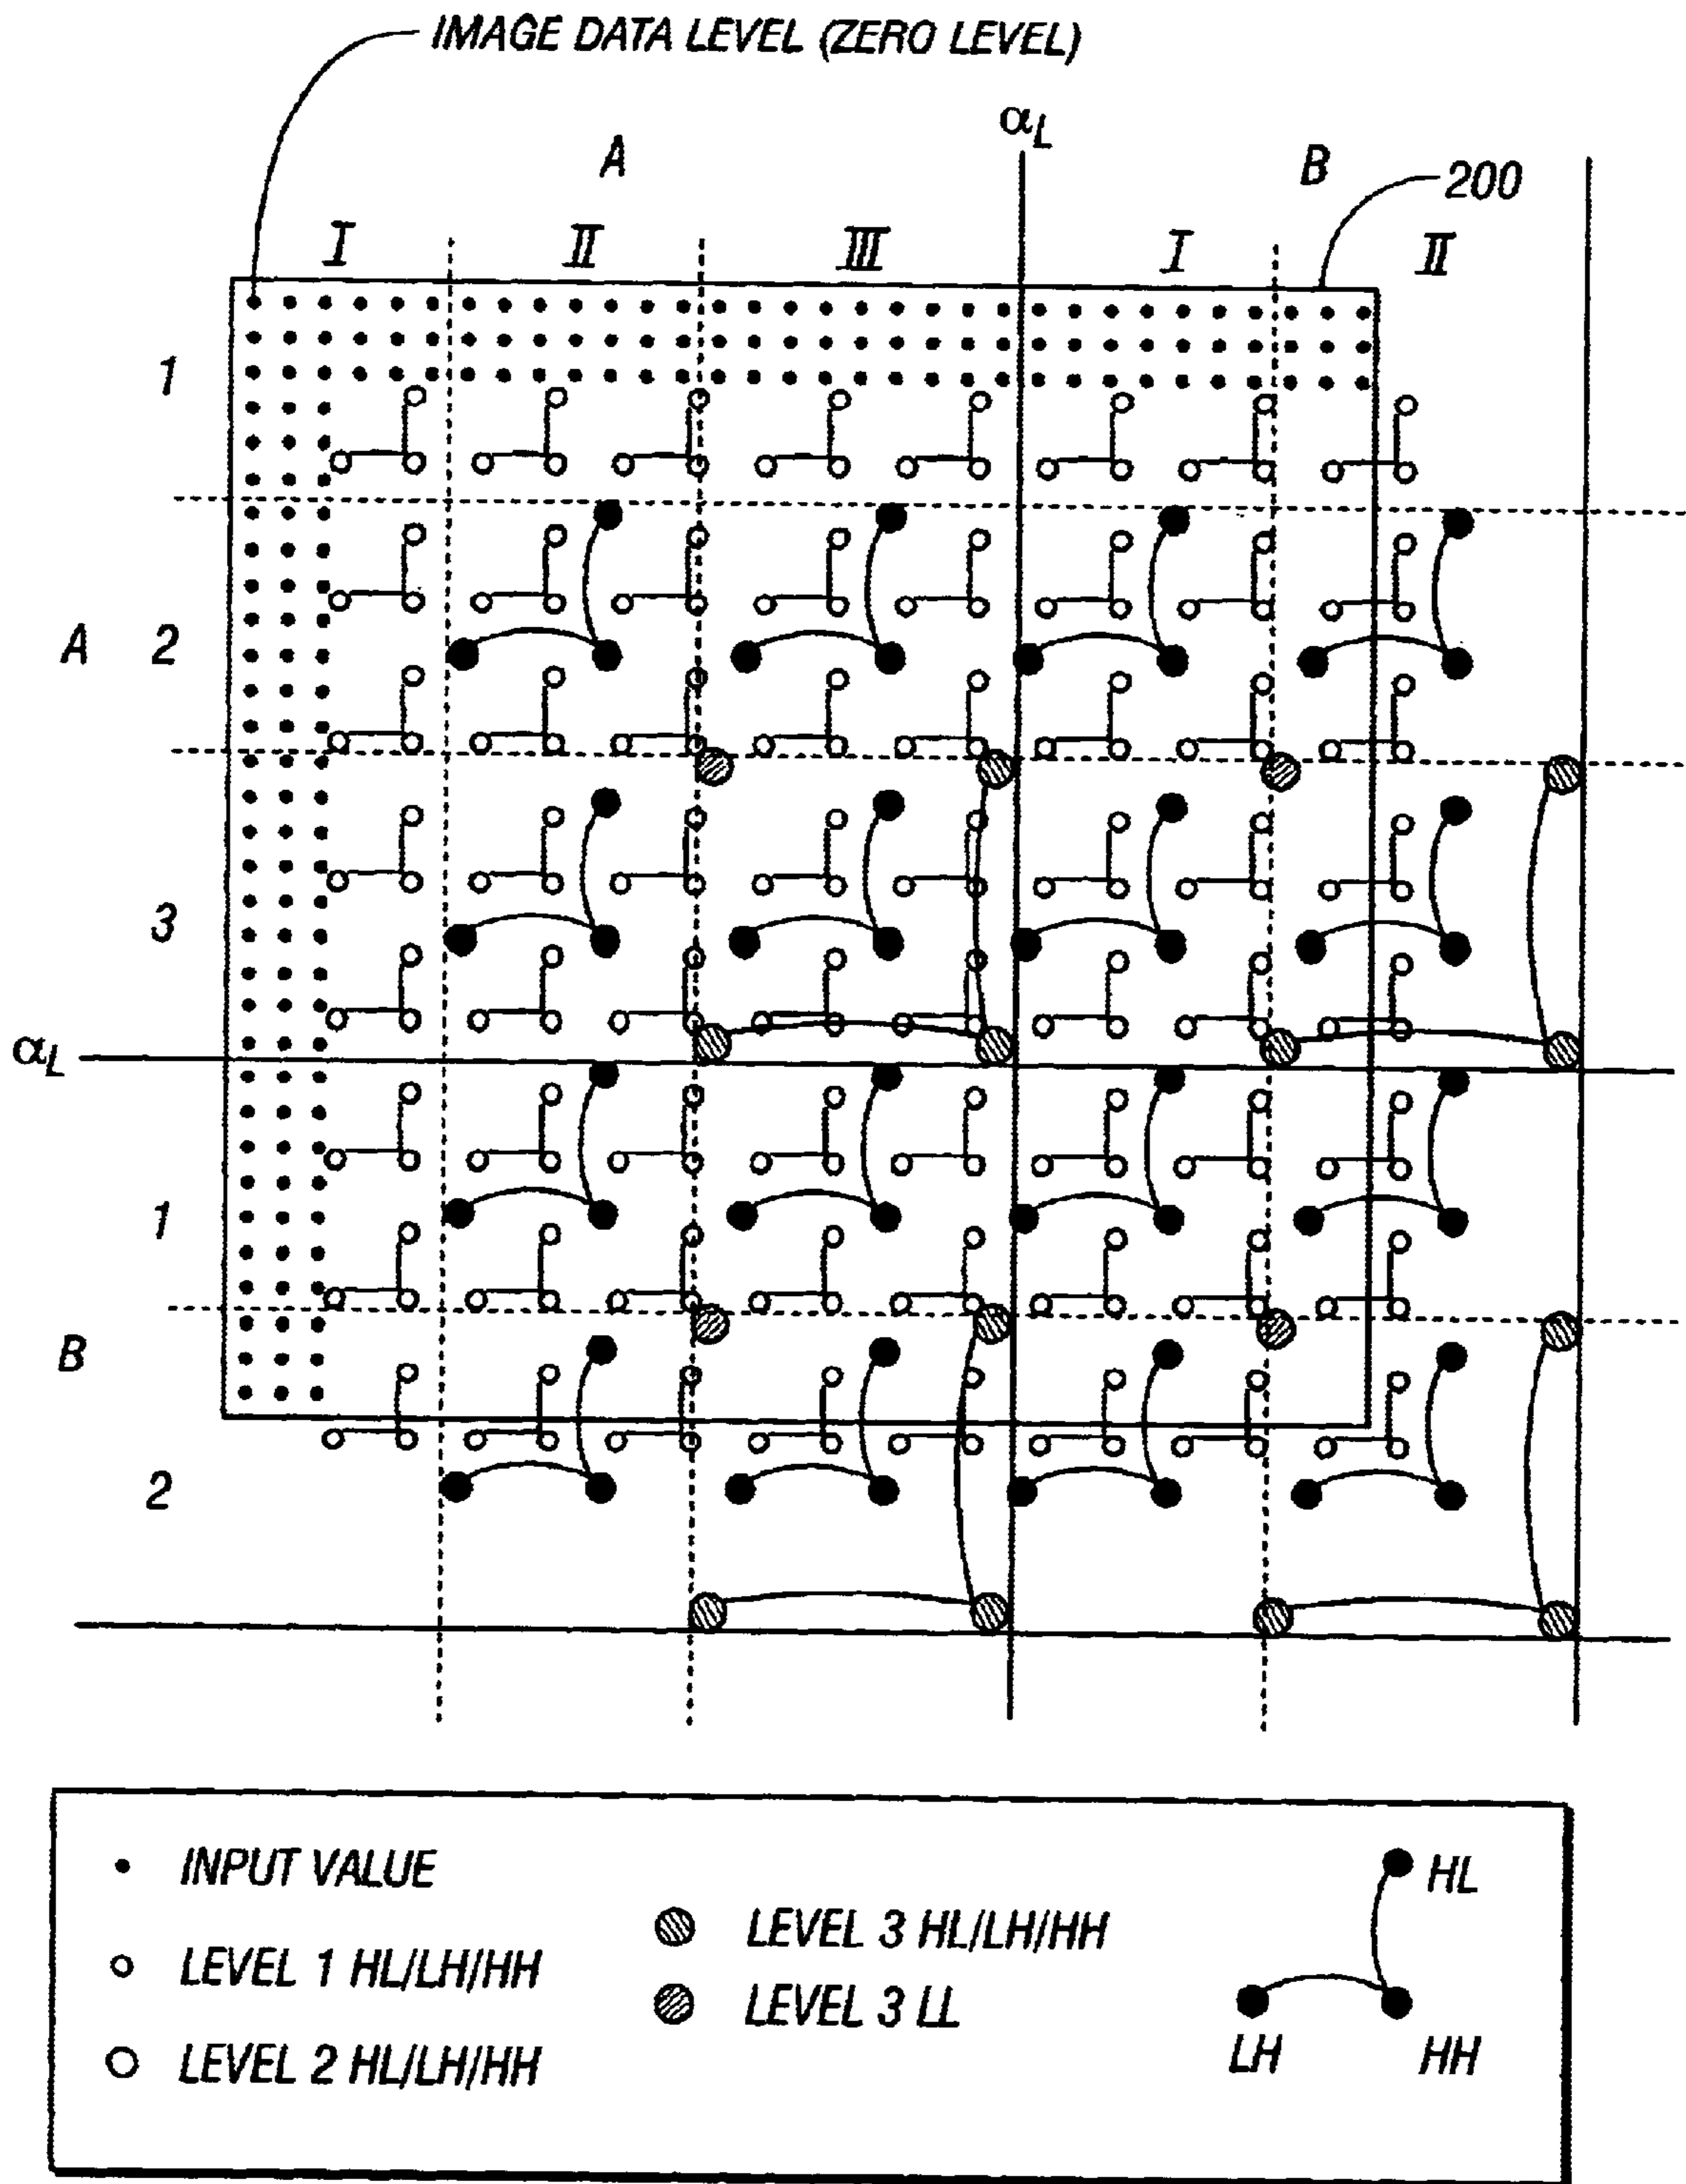 IMAGE DATA LEVEL (ZERO LEVEL)
αL
A B 200
I II III I II
1
A 2
3
αL
1
B
2
INPUT VALUE
LEVEL 1 HL/LH/HH
LEVEL 2 HL/LH/HH
LEVEL 3 HL/LH/HH
LEVEL 3 LL
HL
LH HH